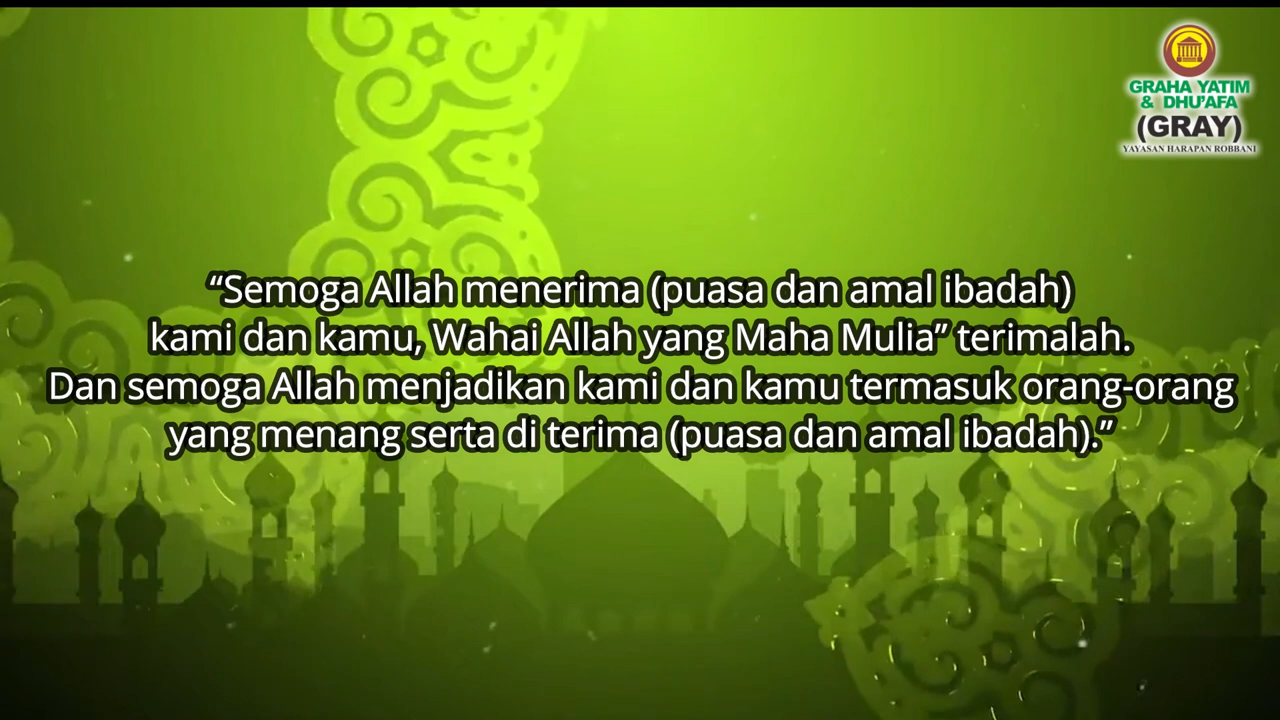 GRAHA YATIM
& DHU'AFA
(GRAY)
YAYASAN HARAPAN ROBBANI
“Semoga Allah menerima (puasa dan amal ibadah)
kami dan kamu, Wahai Allah yang Maha Mulia” terimalah.
Dan semoga Allah menjadikan kami dan kamu termasuk orang-orang
yang menang serta di terima (puasa dan amal ibadah).”